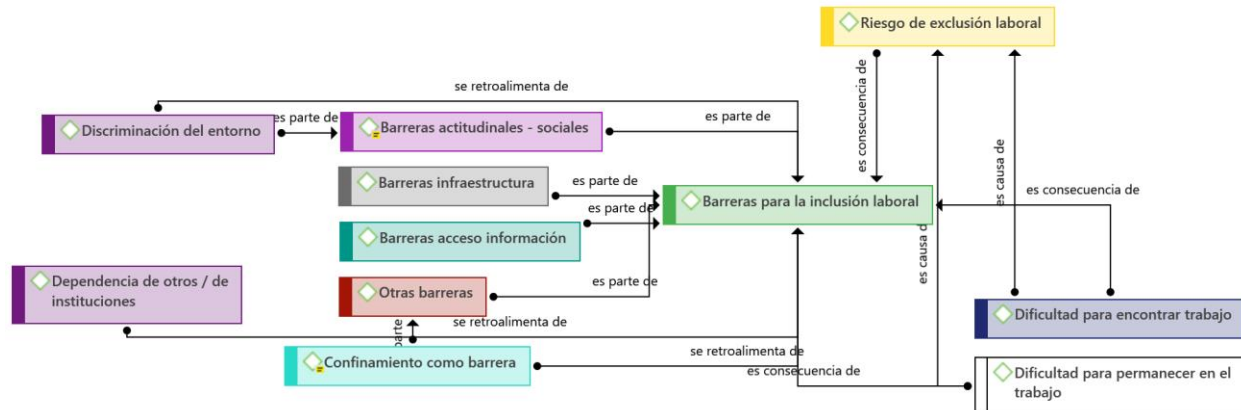 Riesgo de exclusión laboral
se retroalimenta de
Discriminación del entorno
es parte de
Barreras actitudinales - sociales
es parte de
es consecuencia de
es causa de
Barreras infraestructura
es parte de
Barreras para la inclusión laboral
es consecuencia de
es parte de
Barreras acceso información
es causa de
Dependencia de otros / de
instituciones
Otras barreras
es parte de
Dificultad para encontrar trabajo
se retroalimenta de
parte
Confinamiento como barrera
se retroalimenta de
es consecuencia de
Dificultad para permanecer en el
trabajo